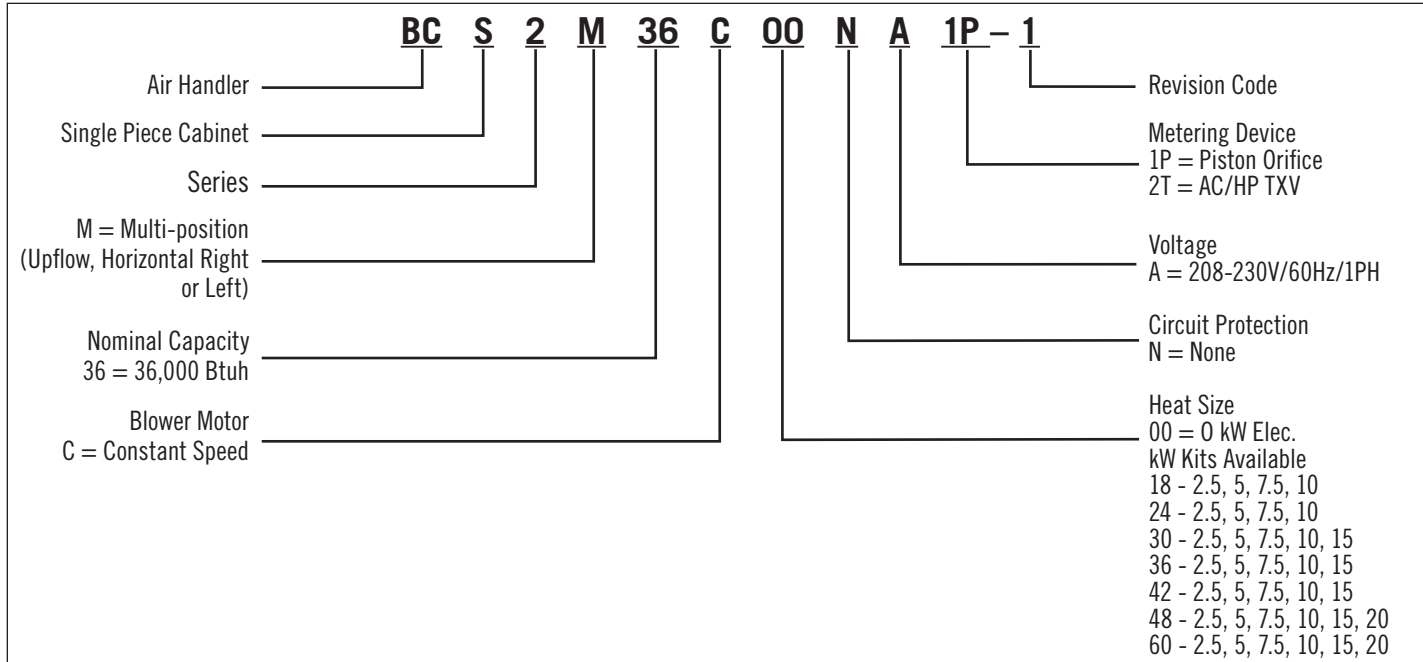 BC S 2 M 36 C 00 N A 1P – 1
Air Handler
Single Piece Cabinet
Series
M = Multi-position
(Upflow, Horizontal Right
or Left)
Nominal Capacity
36 = 36,000 Btuh
Blower Motor
C = Constant Speed
Revision Code
Metering Device
1P = Piston Orifice
2T = AC/HP TXV
Voltage
A = 208-230V/60Hz/1PH
Circuit Protection
N = None
Heat Size
00 = 0 kW Elec.
kW Kits Available
18 - 2.5, 5, 7.5, 10
24 - 2.5, 5, 7.5, 10
30 - 2.5, 5, 7.5, 10, 15
36 - 2.5, 5, 7.5, 10, 15
42 - 2.5, 5, 7.5, 10, 15
48 - 2.5, 5, 7.5, 10, 15, 20
60 - 2.5, 5, 7.5, 10, 15, 20